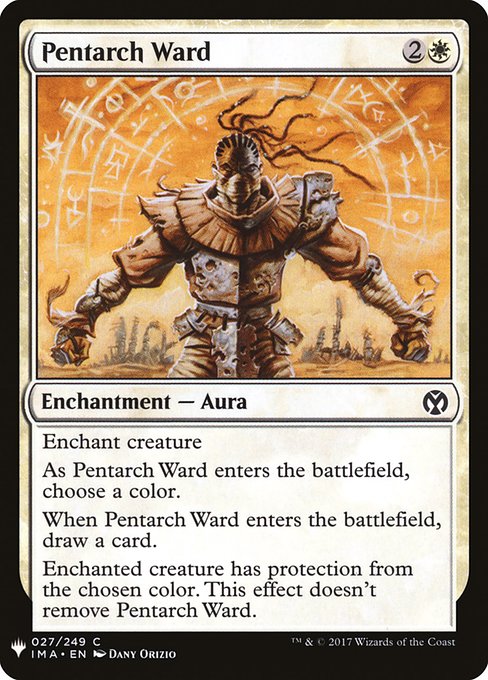 Pentarch Ward 2
Enchantment — Aura
Enchant creature
As Pentarch Ward enters the battlefield,
choose a color.
When Pentarch Ward enters the battlefield,
draw a card.
Enchanted creature has protection from
the chosen color. This effect doesn't
remove Pentarch Ward.
027/249 C
IMA • EN Dany Orizio
™ & © 2017 Wizards of the Coast